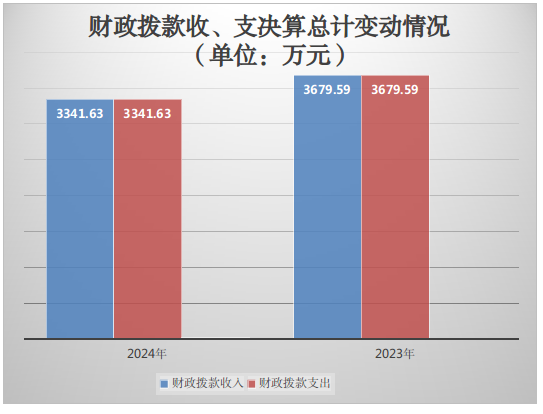 财政拨款收、支决算总计变动情况
（单位：万元）
3341.63 3341.63 3679.59 3679.59
2024年 2023年
财政拨款收入 财政拨款支出